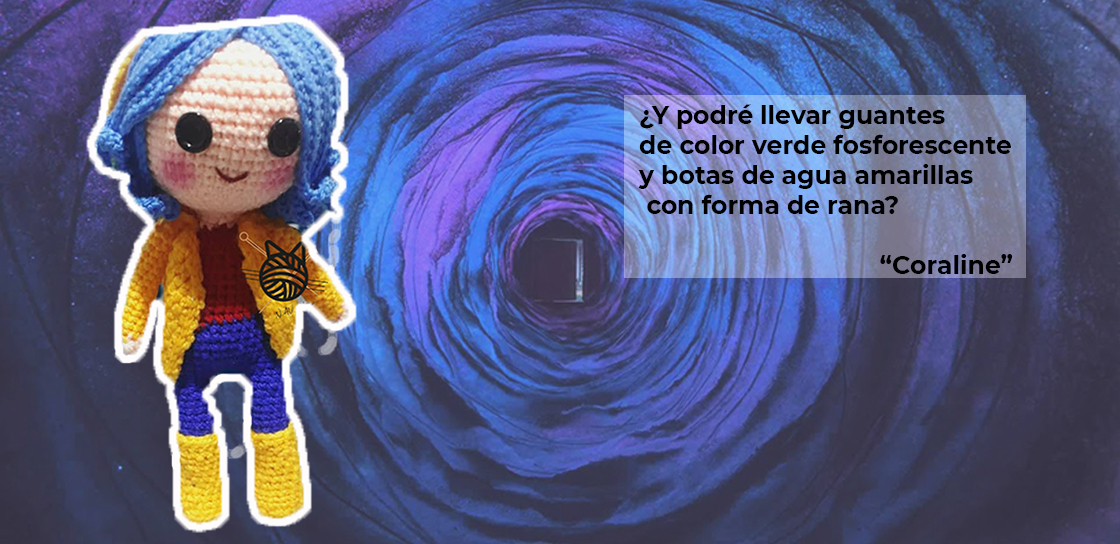 ¿Y podré llevar guantes
de color verde fosforescente
y botas de agua amarillas
con forma de rana?
“Coraline”